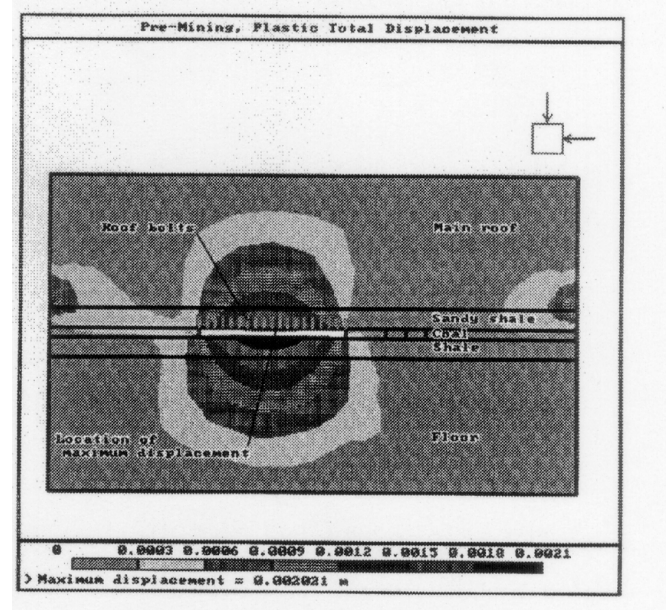 Pre-Mining, Plastic Total Displacement
Roof bolts
Main roof
Sandy shale
Coal
Shale
Location of
maximum displacement
Floor
0 0.0003 0.0006 0.0009 0.0012 0.0015 0.0018 0.0021
> Maximum displacement = 0.002021 m